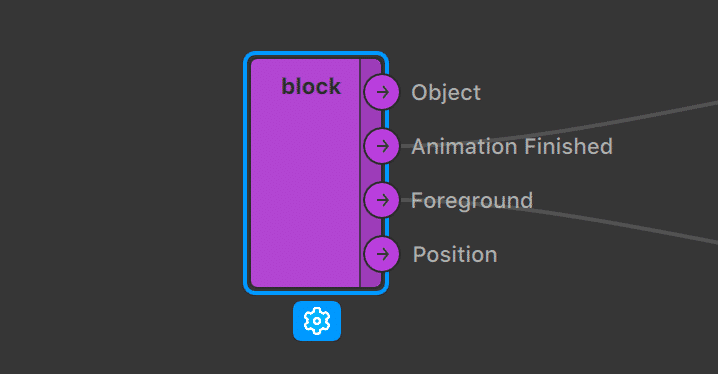 block
Object
Animation Finished
Foreground
Position